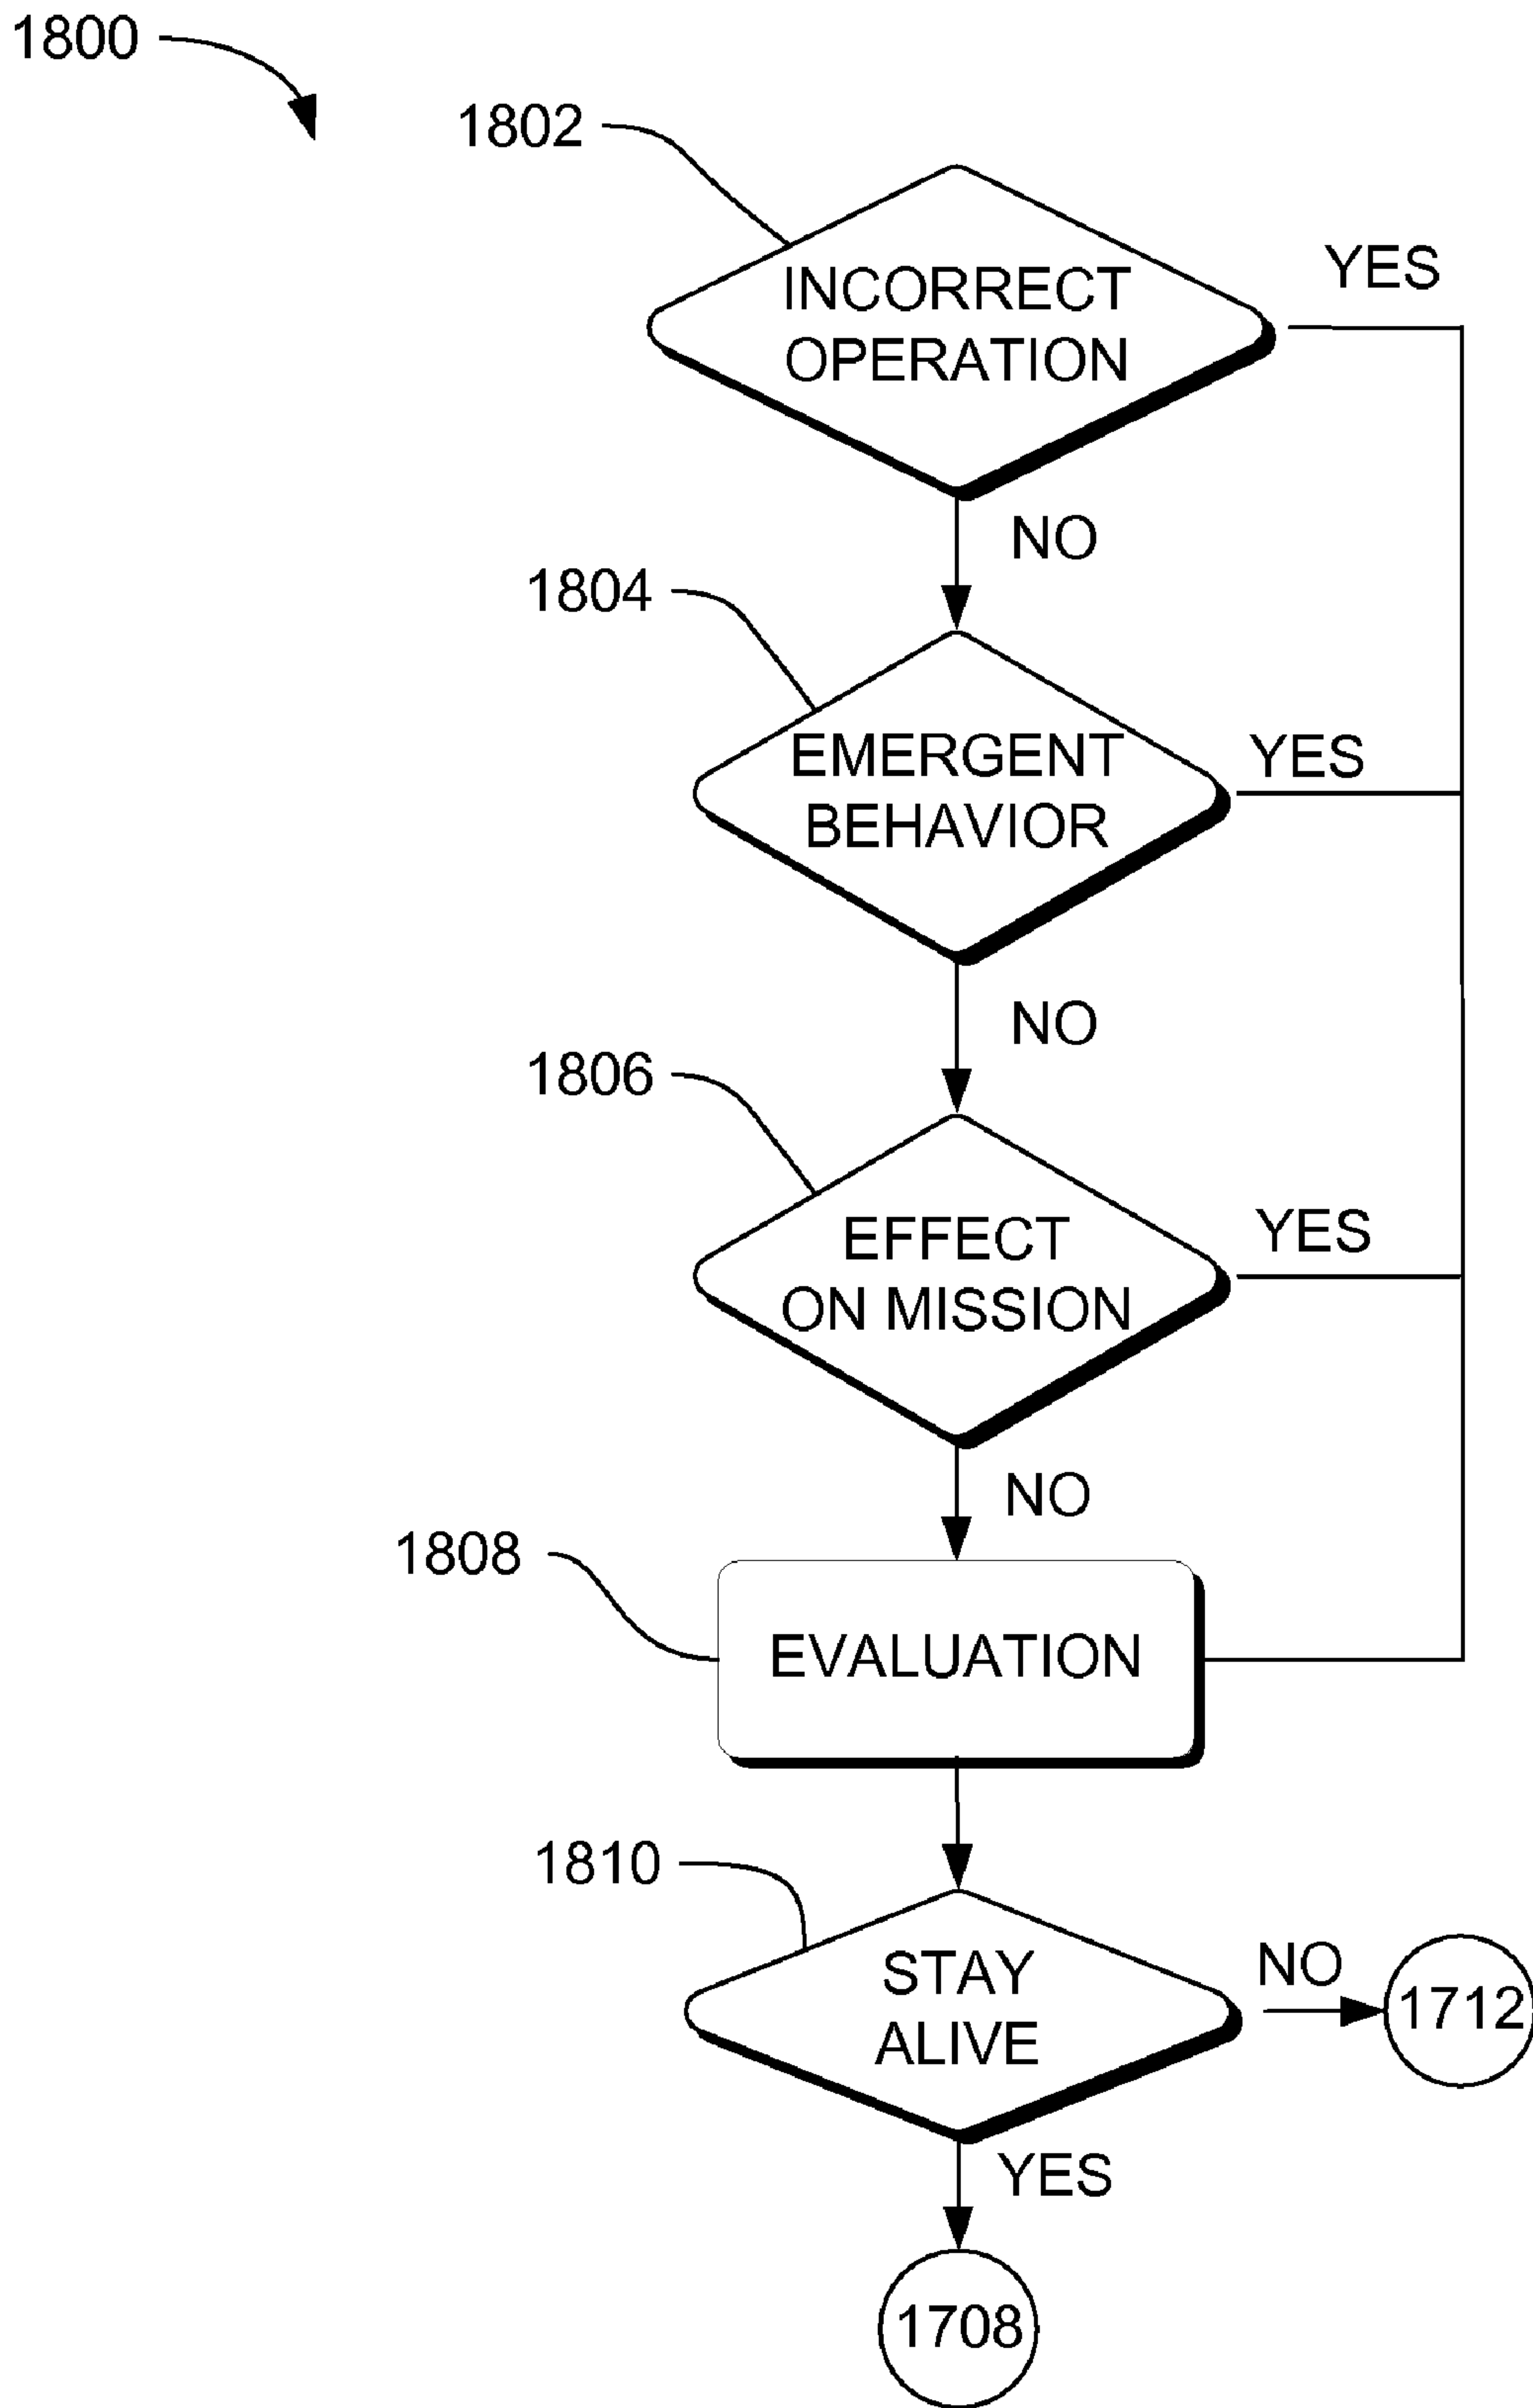 1800
1802
INCORRECT
OPERATION
YES
NO
1804
EMERGENT
BEHAVIOR
YES
NO
1806
EFFECT
ON MISSION
YES
NO
1808
EVALUATION
1810
STAY
ALIVE
NO
1712
YES
1708